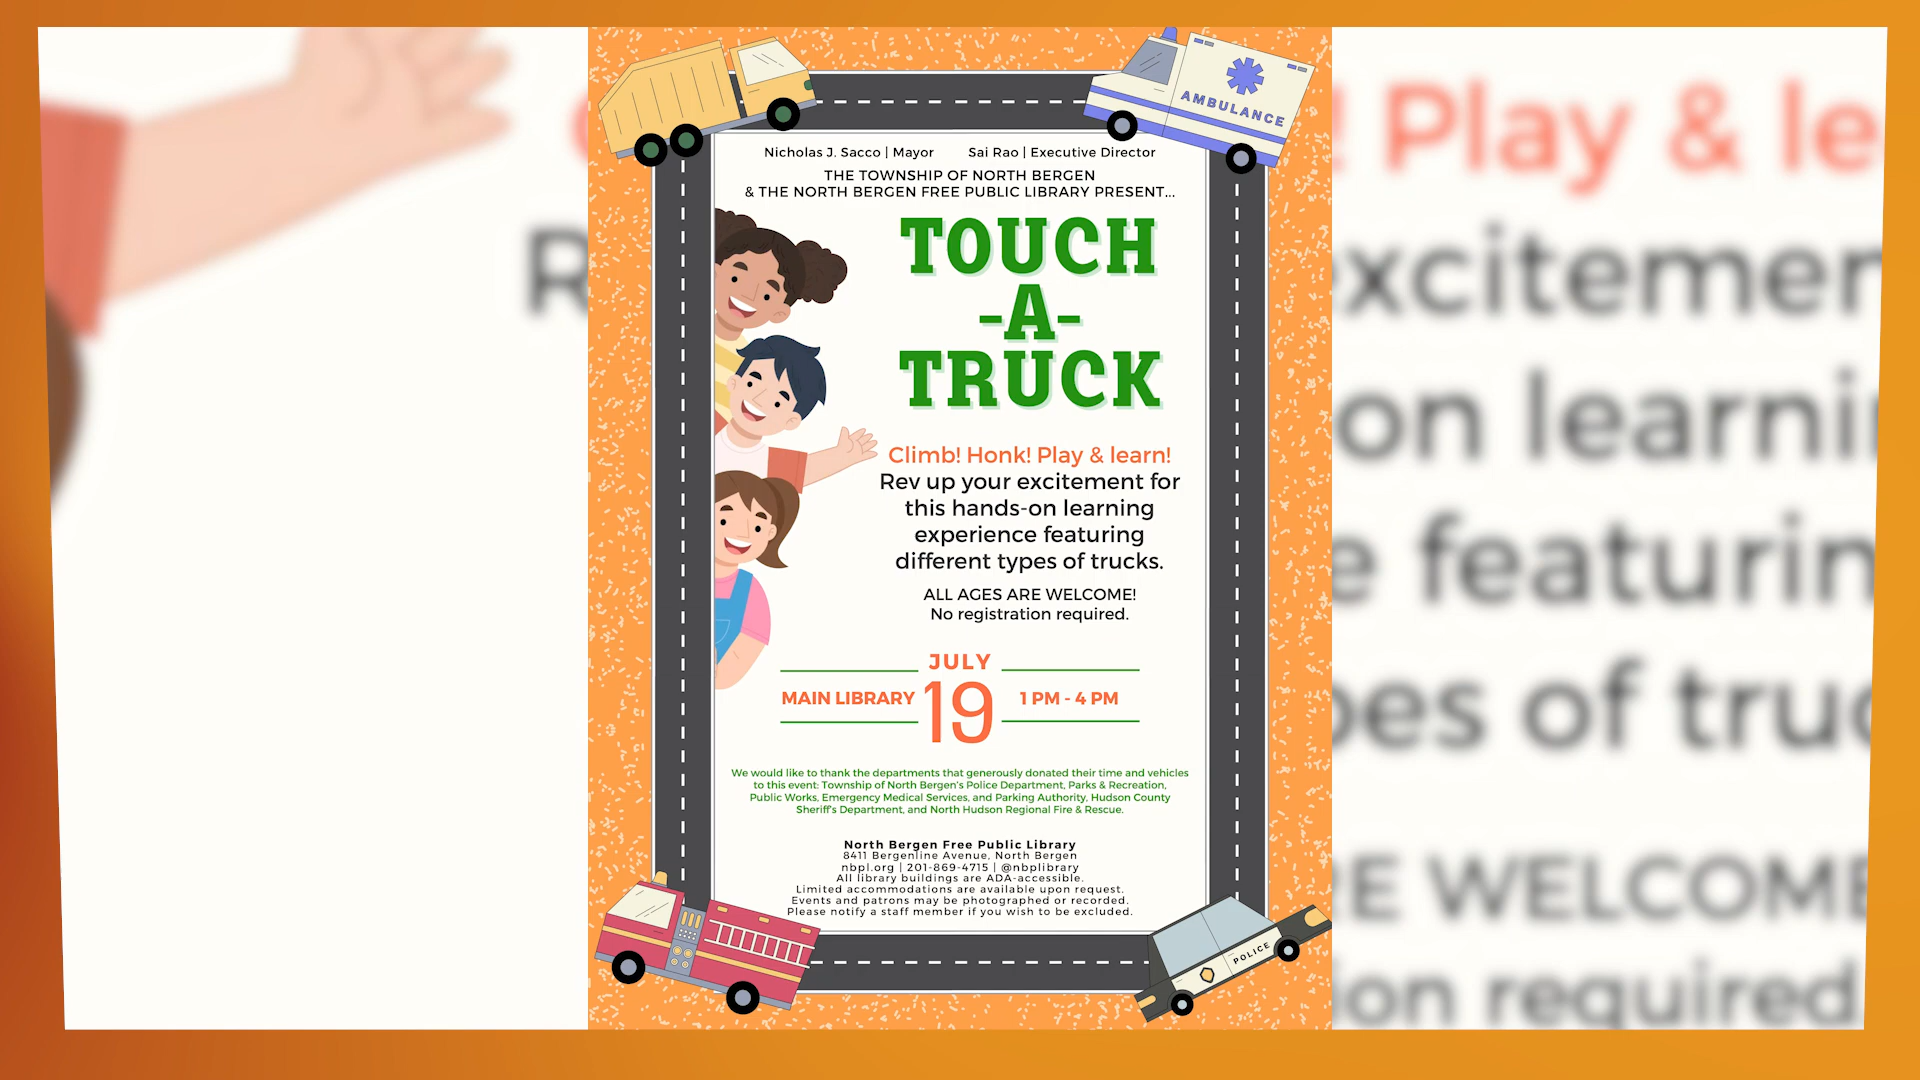 AMBULANCE
Nicholas J. Sacco | Mayor Sai Rao | Executive Director
THE TOWNSHIP OF NORTH BERGEN
& THE NORTH BERGEN FREE PUBLIC LIBRARY PRESENT...
TOUCH
-A-
TRUCK
Climb! Honk! Play & learn!
Rev up your excitement for
this hands-on learning
experience featuring
different types of trucks.
ALL AGES ARE WELCOME!
No registration required.
JULY
MAIN LIBRARY 19 1 PM - 4 PM
We would like to thank the departments that generously donated their time and vehicles
to this event: Township of North Bergen's Police Department, Parks & Recreation,
Public Works, Emergency Medical Services, and Parking Authority, Hudson County
Sheriff's Department, and North Hudson Regional Fire & Rescue.
North Bergen Free Public Library
8411 Bergenline Avenue, North Bergen
nbpl.org | 201-869-4715 | @nbplibrary
All library buildings are ADA-accessible.
Limited accommodations are available upon request.
Events and patrons may be photographed or recorded.
Please notify a staff member if you wish to be excluded.
POLICE
! Play & le
R
xcitemen
on learnin
e featurin
pes of truc
RE WELCOME
ion required